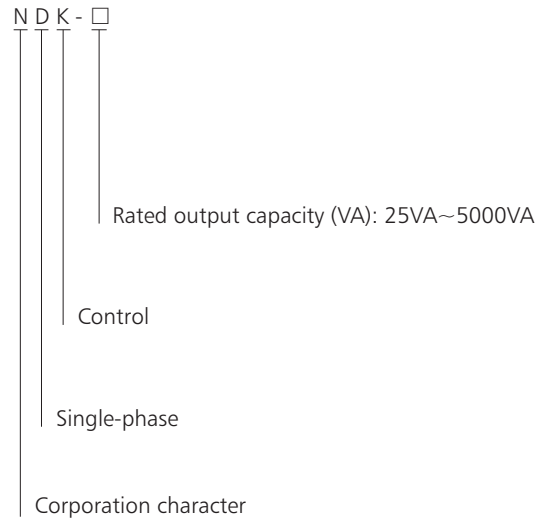 N D K - □
Rated output capacity (VA): 25VA~5000VA
Control
Single-phase
Corporation character